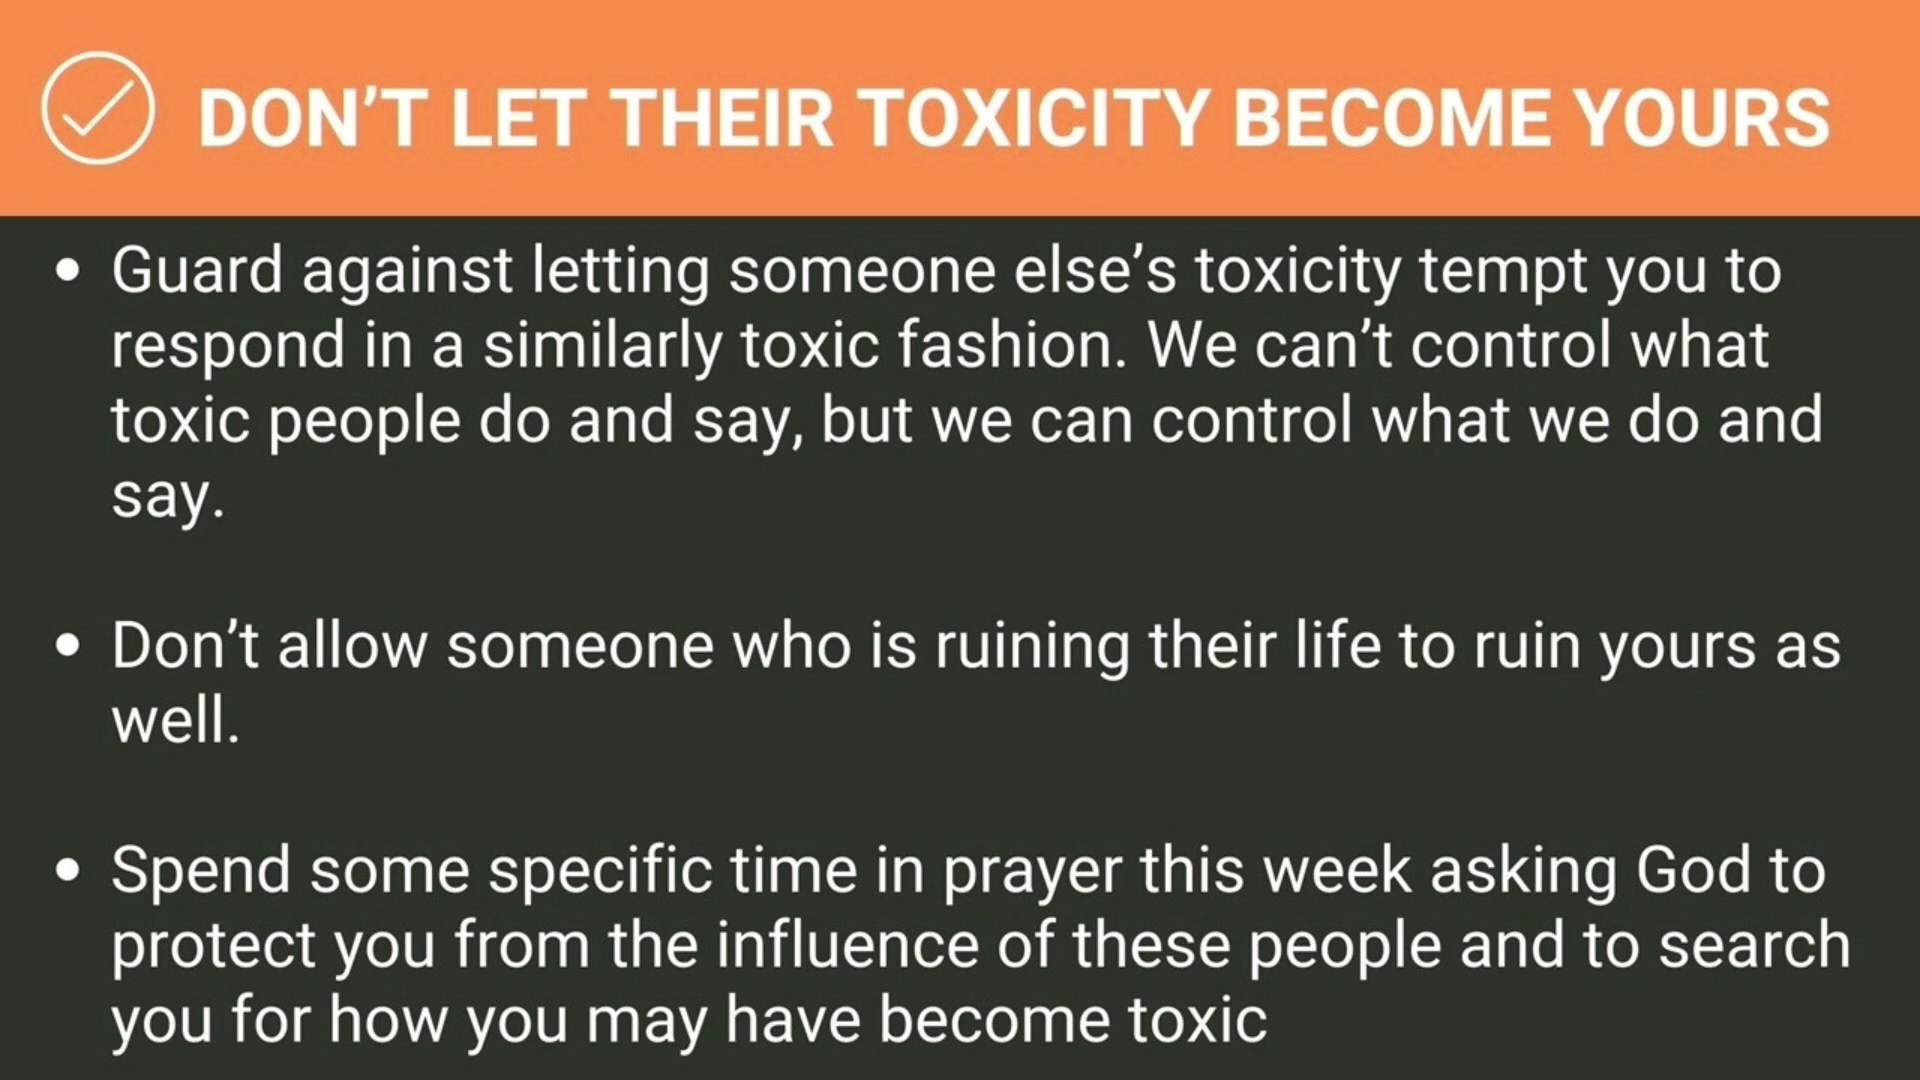 DON’T LET THEIR TOXICITY BECOME YOURS
• Guard against letting someone else’s toxicity tempt you to
respond in a similarly toxic fashion. We can’t control what
toxic people do and say, but we can control what we do and
say.
• Don’t allow someone who is ruining their life to ruin yours as
well.
• Spend some specific time in prayer this week asking God to
protect you from the influence of these people and to search
you for how you may have become toxic